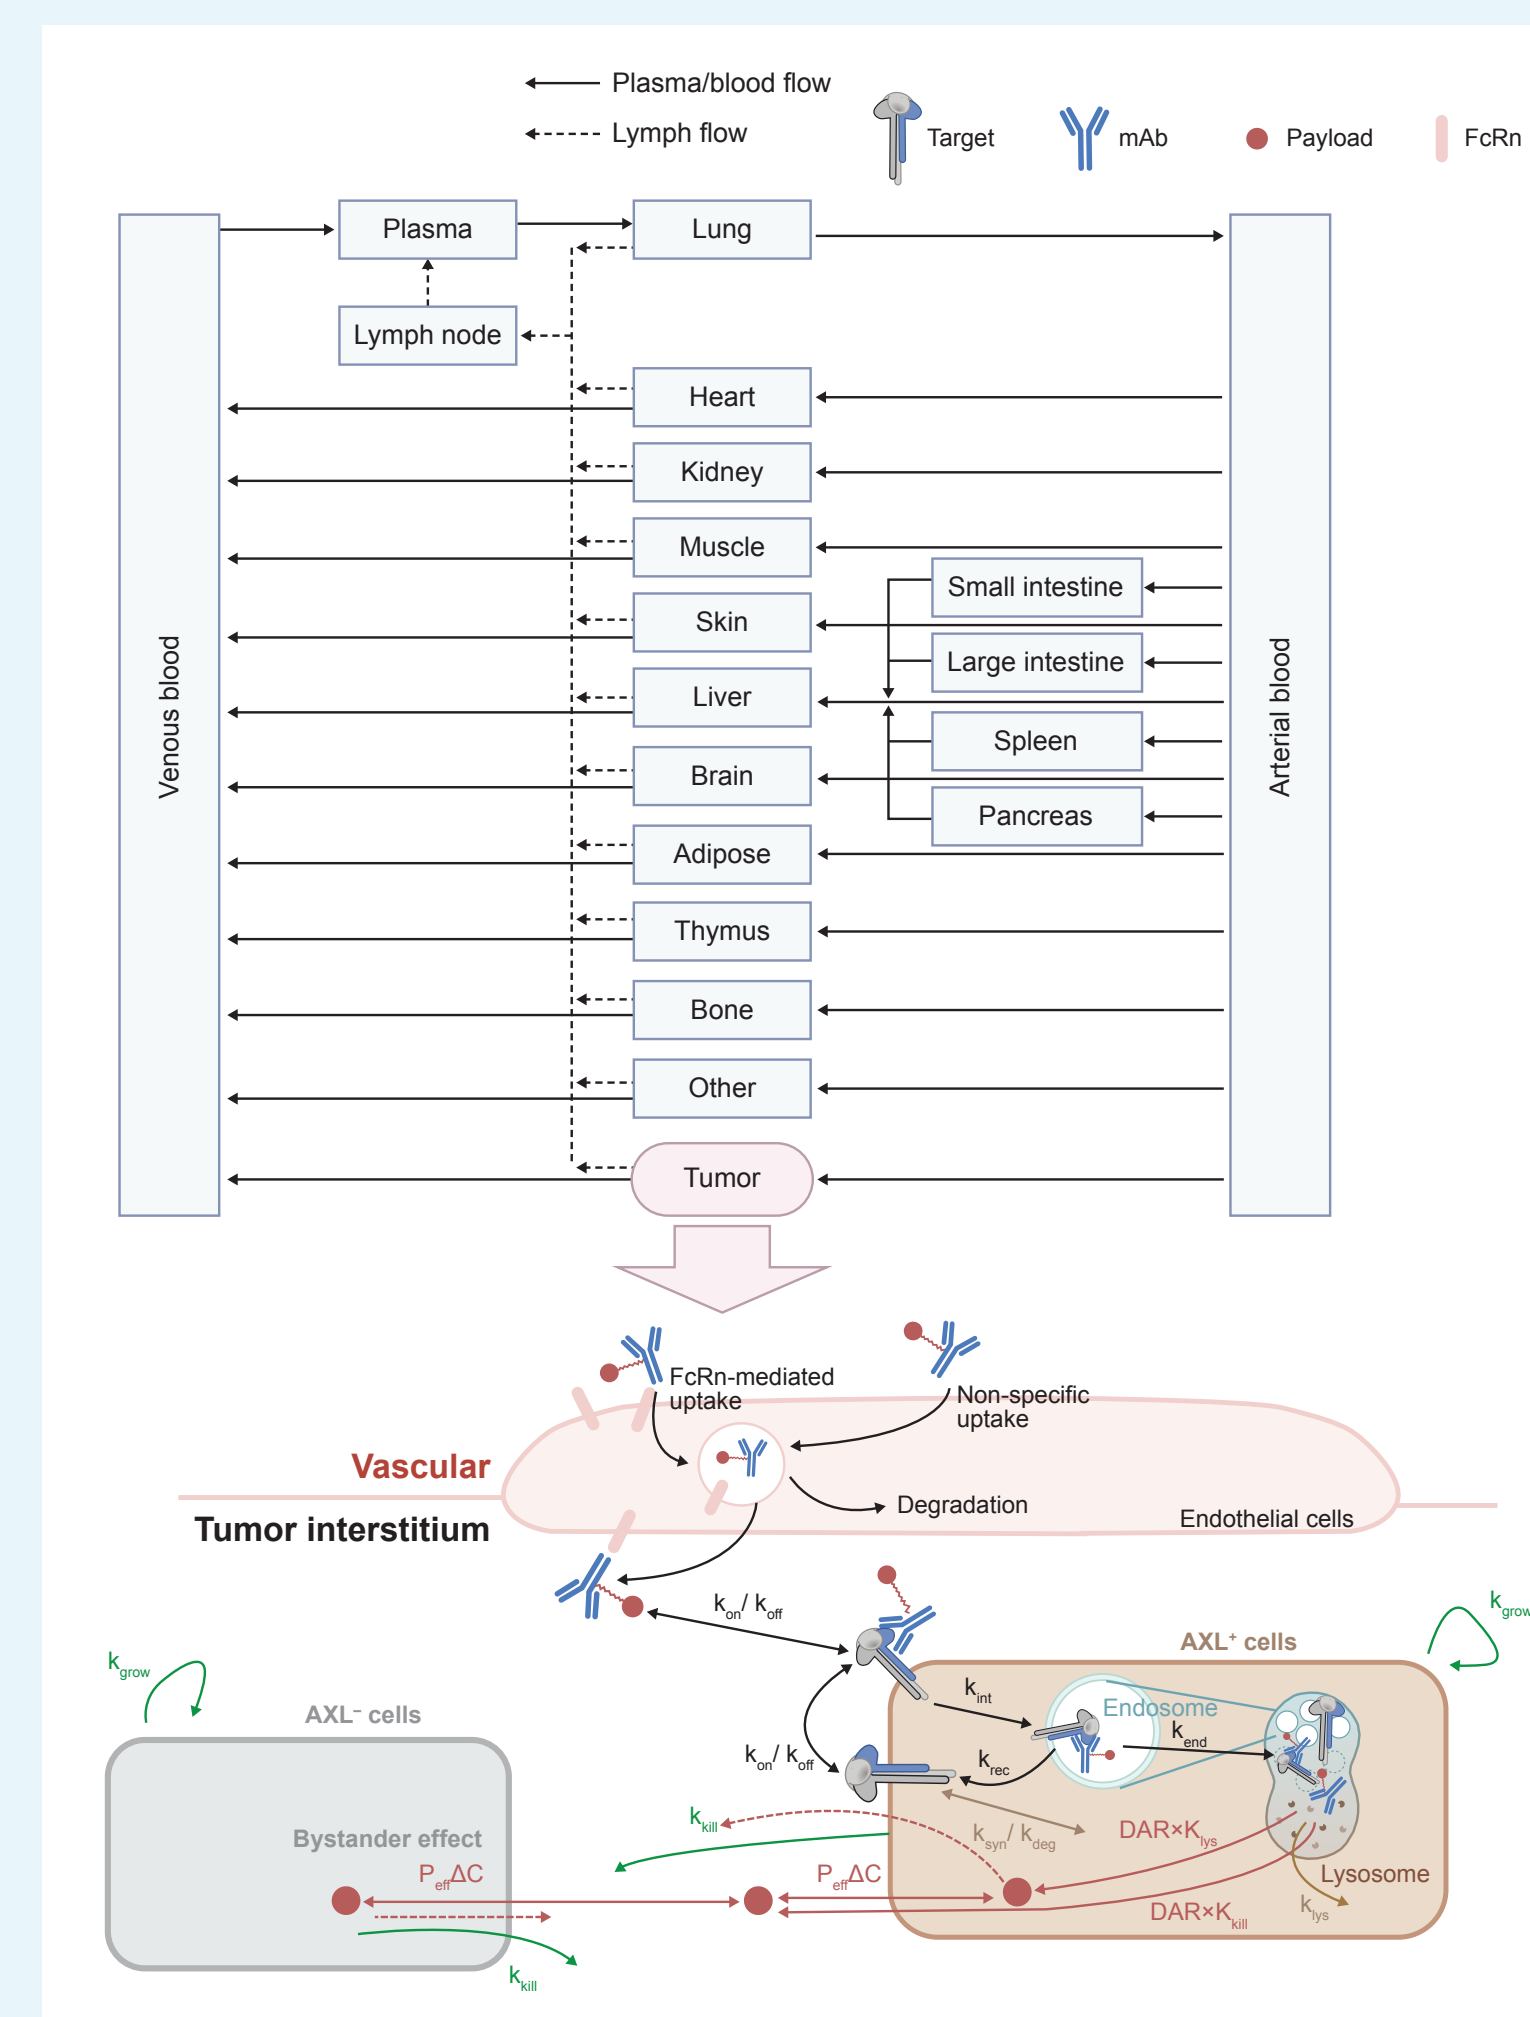 Plasma/blood flow
Lymph flow
Target
mAb
Payload
FcRn
Plasma
Lung
Lymph node
Heart
Kidney
Muscle
Small intestine
Skin
Large intestine
Liver
Spleen
Brain
Pancreas
Adipose
Thymus
Bone
Other
Tumor
Venous blood
Arterial blood
FcRn-mediated
uptake
Non-specific
uptake
Vascular
Degradation
Endothelial cells
Tumor interstitium
kon/ koff
kgrow
AXL+ cells
kgrow
AXL– cells
kint
Endosome
kend
kon/ koff
krec
kkill
ksyn/ kdeg
DAR×Klys
Bystander effect
PeffΔC
PeffΔC
Lysosome
klys
DAR×Kkill
kkill